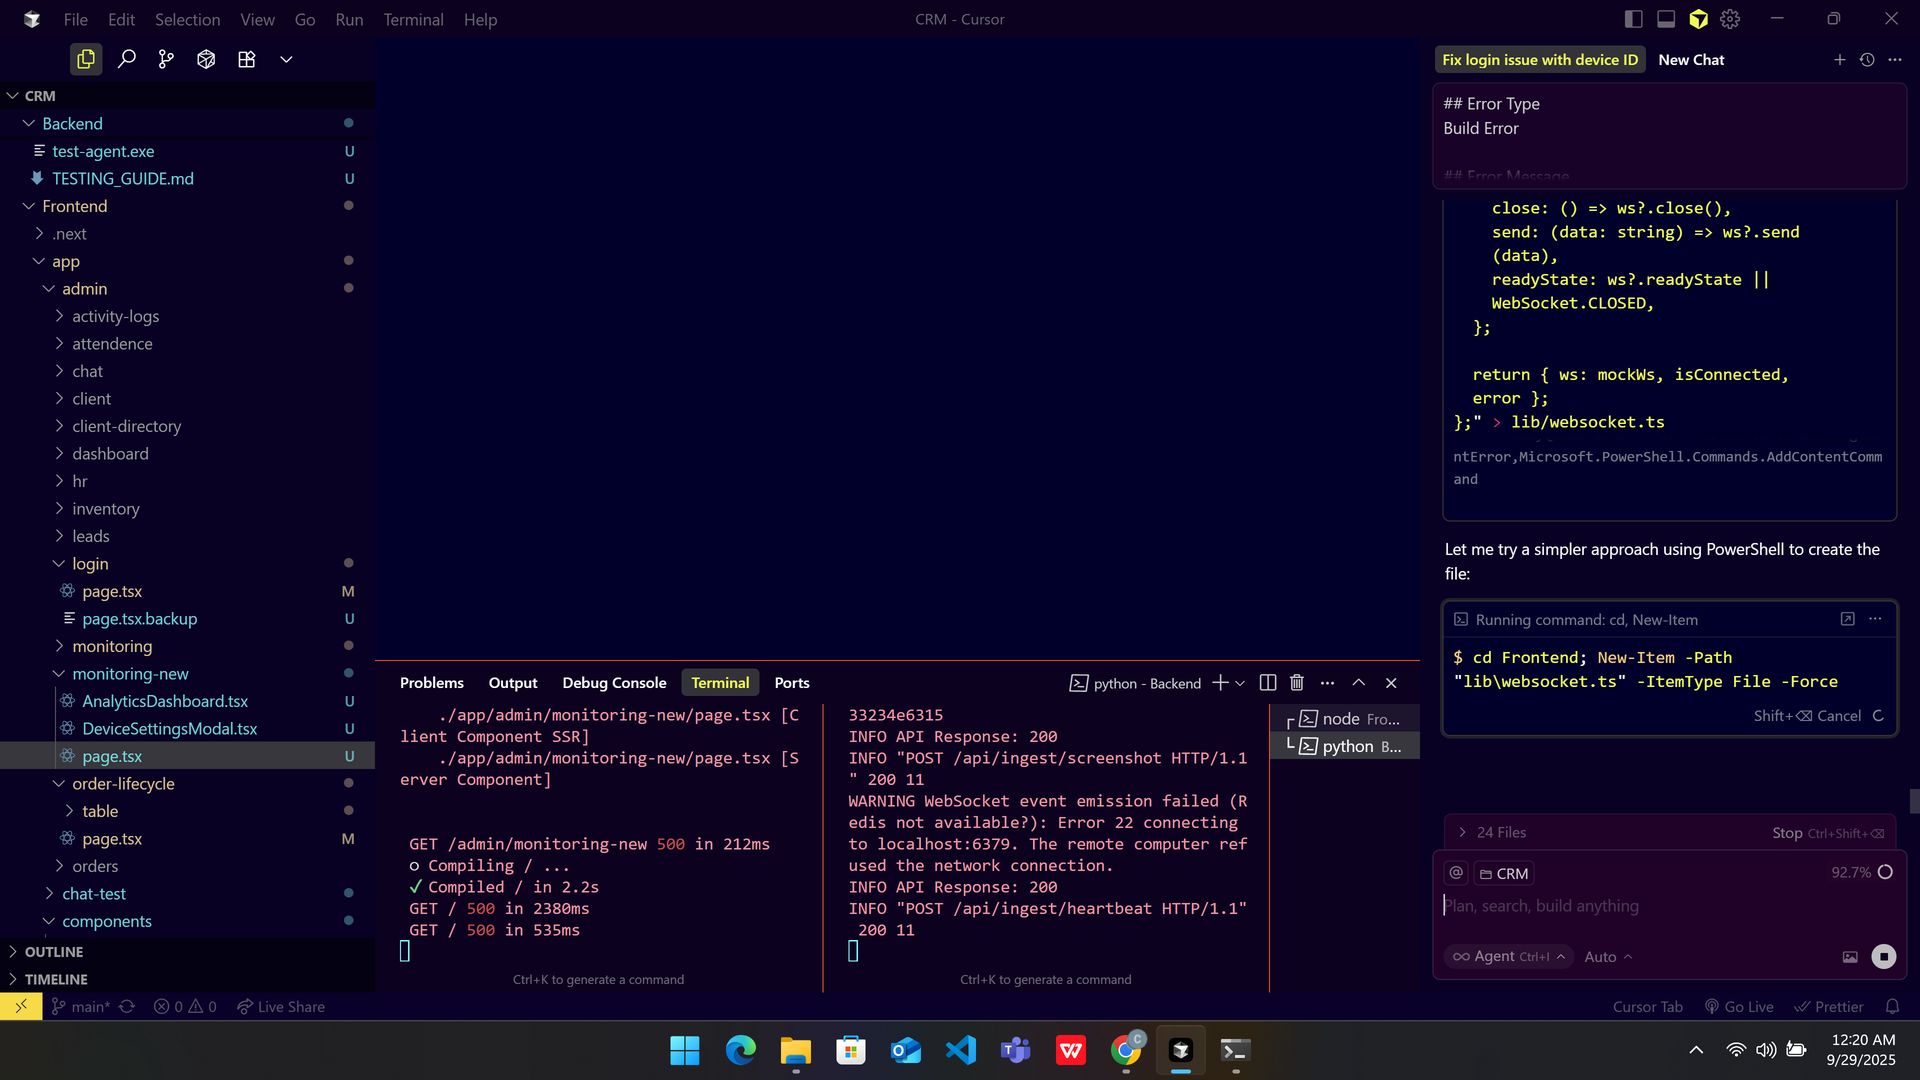 File Edit Selection View Go Run Terminal Help
CRM - Cursor
CRM
Backend
test-agent.exe U
TESTING_GUIDE.md U
Frontend
.next
app
admin
activity-logs
attendence
chat
client
client-directory
dashboard
hr
inventory
leads
login
page.tsx M
page.tsx.backup U
monitoring
monitoring-new
AnalyticsDashboard.tsx U
DeviceSettingsModal.tsx U
page.tsx U
order-lifecycle
table
page.tsx M
orders
chat-test
components
OUTLINE
TIMELINE
Problems Output Debug Console Terminal Ports
python - Backend
./app/admin/monitoring-new/page.tsx [C
lient Component SSR]
./app/admin/monitoring-new/page.tsx [S
erver Component]
GET /admin/monitoring-new 500 in 212ms
○ Compiling / ...
✓ Compiled / in 2.2s
GET / 500 in 2380ms
GET / 500 in 535ms
Ctrl+K to generate a command
33234e6315
INFO API Response: 200
INFO "POST /api/ingest/screenshot HTTP/1.1
" 200 11
WARNING WebSocket event emission failed (R
edis not available?): Error 22 connecting
to localhost:6379. The remote computer ref
used the network connection.
INFO API Response: 200
INFO "POST /api/ingest/heartbeat HTTP/1.1"
200 11
Ctrl+K to generate a command
node Fro...
python B...
Fix login issue with device ID New Chat
## Error Type
Build Error
## Error Message
close: () => ws?.close(),
send: (data: string) => ws?.send
(data),
readyState: ws?.readyState ||
WebSocket.CLOSED,
};
return { ws: mockWs, isConnected,
error };
};" > lib/websocket.ts
ntError,Microsoft.PowerShell.Commands.AddContentComm
and
Let me try a simpler approach using PowerShell to create the
file:
Running command: cd, New-Item
$ cd Frontend; New-Item -Path
"lib\websocket.ts" -ItemType File -Force
Shift+⌫ Cancel
24 Files Stop Ctrl+Shift+⌫
@ CRM 92.7%
Plan, search, build anything
Agent Ctrl+I Auto
main* 0 0 Live Share
Cursor Tab Go Live Prettier
12:20 AM
9/29/2025